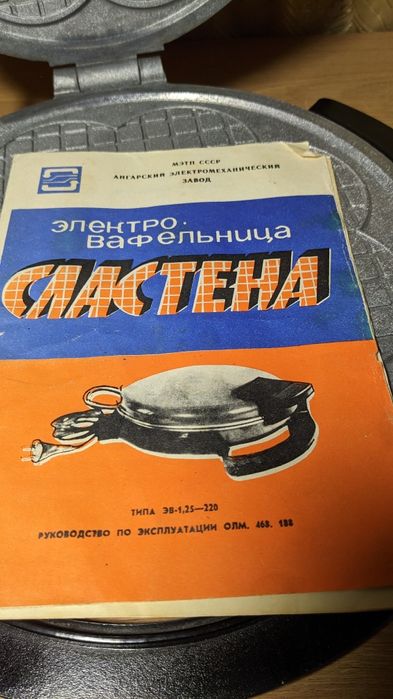 МЭТП СССР
АНГАРСКИЙ ЭЛЕКТРОМЕХАНИЧЕСКИЙ
ЗАВОД
ЭЛЕКТРО·
ВАФЕЛЬНИЦА
СЛАСТЕНА
ТИПА ЭВ-1,25—220
РУКОВОДСТВО ПО ЭКСПЛУАТАЦИИ ОЛМ. 468. 188